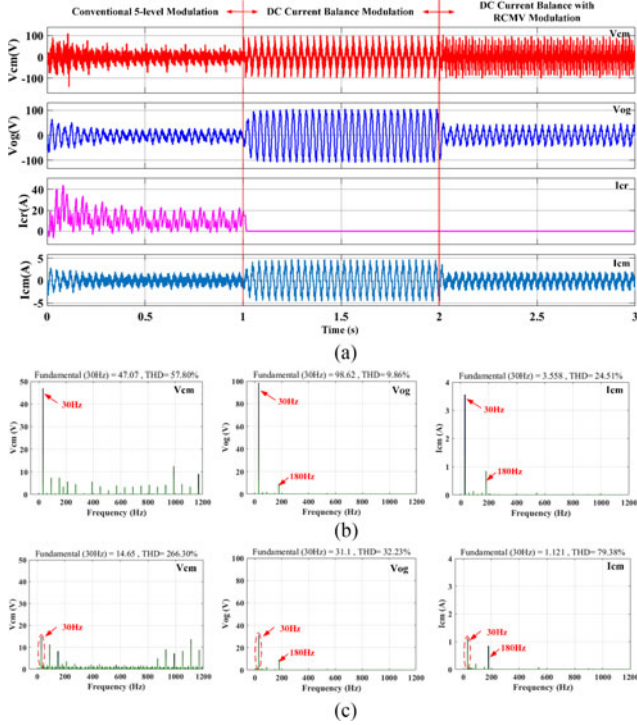 Conventional 5-level Modulation DC Current Balance Modulation DC Current Balance with
RCMV Modulation
Vcm(V)
100
0
-100
Vcm
Vog(V)
100
0
-100
Vog
Icr(A)
40
20
0
Icr
Icm(A)
5
0
-5
Icm
0 0.5 1 1.5 2 2.5 3
Time (s)
(a)
Fundamental (30Hz) = 47.07 , THD= 57.80%
Vcm
30Hz
Vcm (V)
50
40
30
20
10
0
0 200 400 600 800 1000 1200
Frequency (Hz)
Fundamental (30Hz) = 98.62 , THD= 9.86%
Vog
30Hz
180Hz
Vog (V)
100
80
60
40
20
0
0 200 400 600 800 1000 1200
Frequency (Hz)
Fundamental (30Hz) = 3.558 , THD= 24.51%
Icm
30Hz
180Hz
Icm (A)
4
3
2
1
0
0 200 400 600 800 1000 1200
Frequency (Hz)
(b)
Fundamental (30Hz) = 14.65 , THD= 266.30%
Vcm
30Hz
Vcm (V)
50
40
30
20
10
0
0 200 400 600 800 1000 1200
Frequency (Hz)
Fundamental (30Hz) = 31.1 , THD= 32.23%
Vog
30Hz
180Hz
Vog (V)
100
80
60
40
20
0
0 200 400 600 800 1000 1200
Frequency (Hz)
Fundamental (30Hz) = 1.121 , THD= 79.38%
Icm
30Hz
180Hz
Icm (A)
4
3
2
1
0
0 200 400 600 800 1000 1200
Frequency (Hz)
(c)